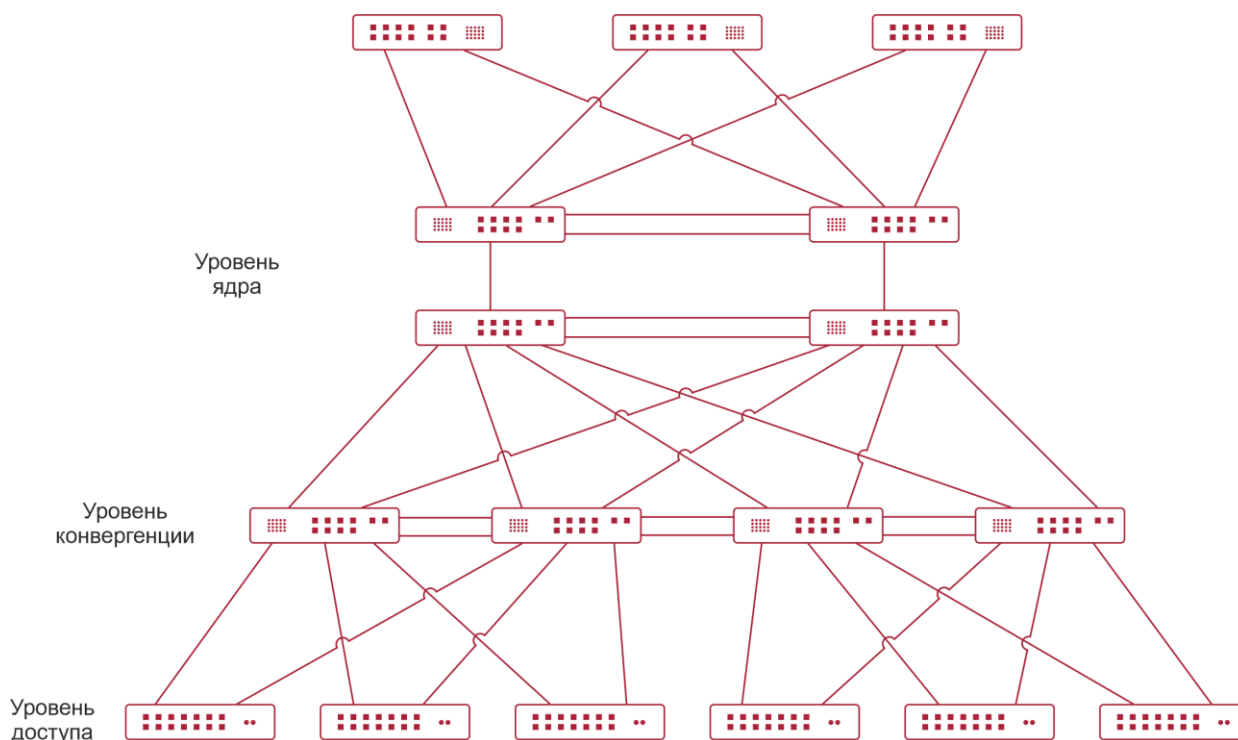 Уровень
ядра
Уровень
конвергенции
Уровень
доступа